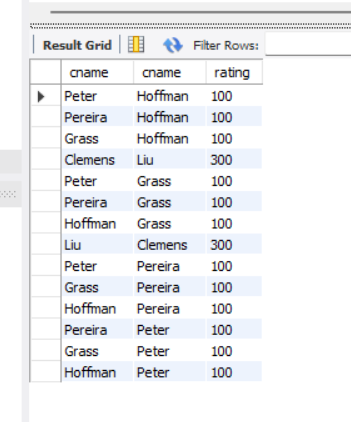 Result Grid Filter Rows:
cname cname rating
Peter Hoffman 100
Pereira Hoffman 100
Grass Hoffman 100
Clemens Liu 300
Peter Grass 100
Pereira Grass 100
Hoffman Grass 100
Liu Clemens 300
Peter Pereira 100
Grass Pereira 100
Hoffman Pereira 100
Pereira Peter 100
Grass Peter 100
Hoffman Peter 100